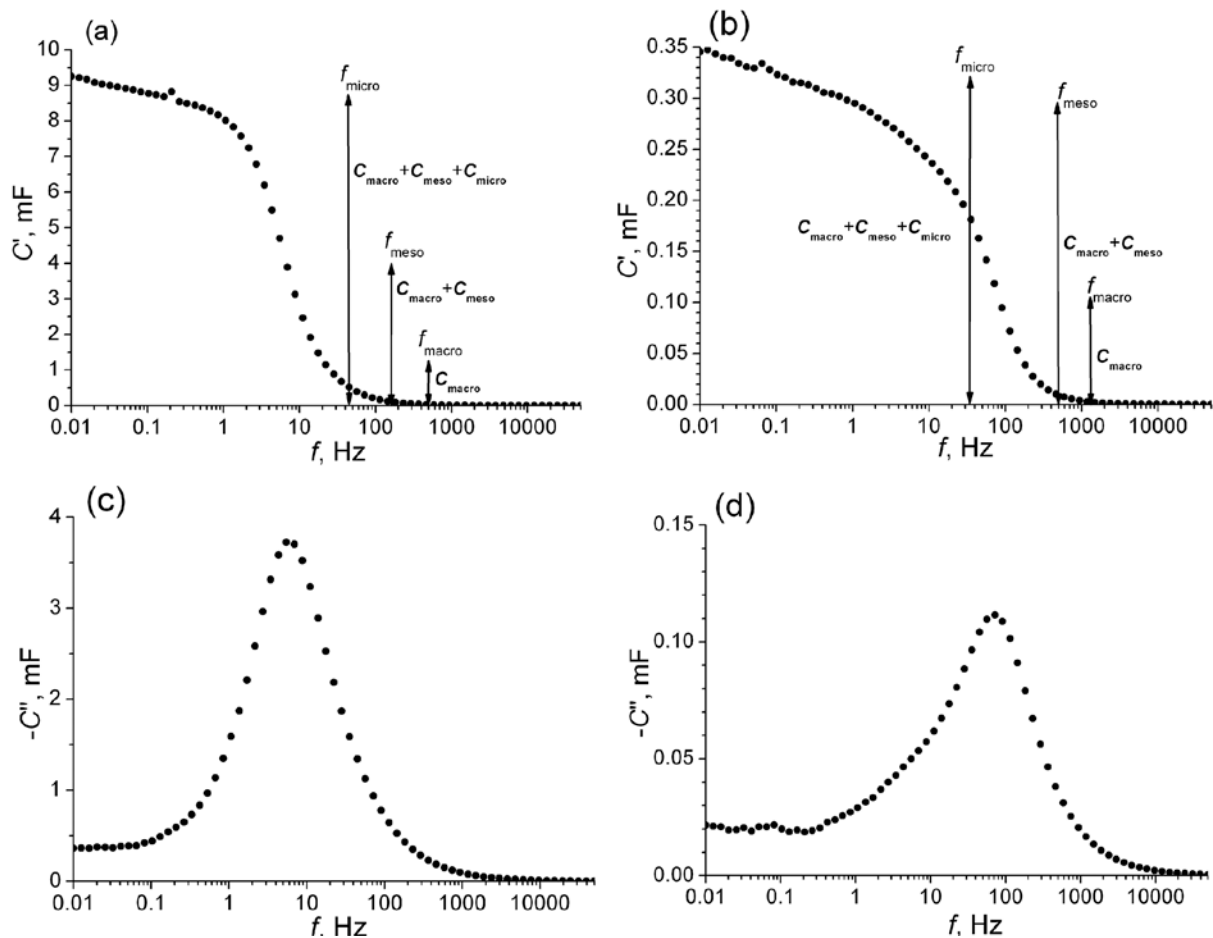 (a)
C', mF
10
9
8
7
6
5
4
3
2
1
0
f_micro
C_macro+C_meso+C_micro
f_meso
C_macro+C_meso
f_macro
C_macro
0.01 0.1 1 10 100 1000 10000
f, Hz
(b)
C', mF
0.35
0.30
0.25
0.20
0.15
0.10
0.05
0.00
f_micro
f_meso
C_macro+C_meso+C_micro
C_macro+C_meso
f_macro
C_macro
0.01 0.1 1 10 100 1000 10000
f, Hz
(c)
-C", mF
4
3
2
1
0
0.01 0.1 1 10 100 1000 10000
f, Hz
(d)
-C", mF
0.15
0.10
0.05
0.00
0.01 0.1 1 10 100 1000 10000
f, Hz